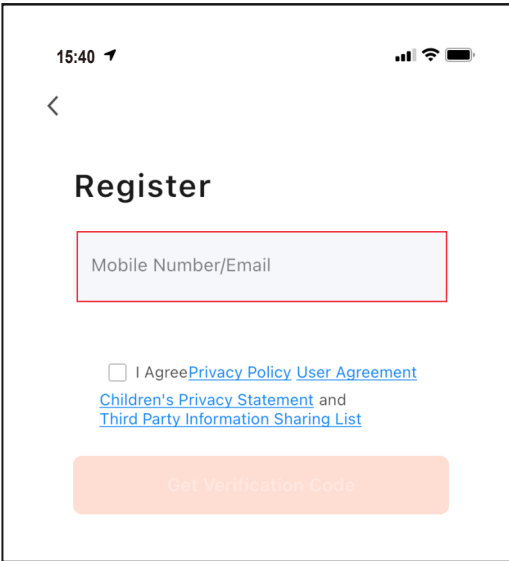 15:40
Register
Mobile Number/Email
I AgreePrivacy Policy User Agreement
Children's Privacy Statement and
Third Party Information Sharing List
Get Verification Code